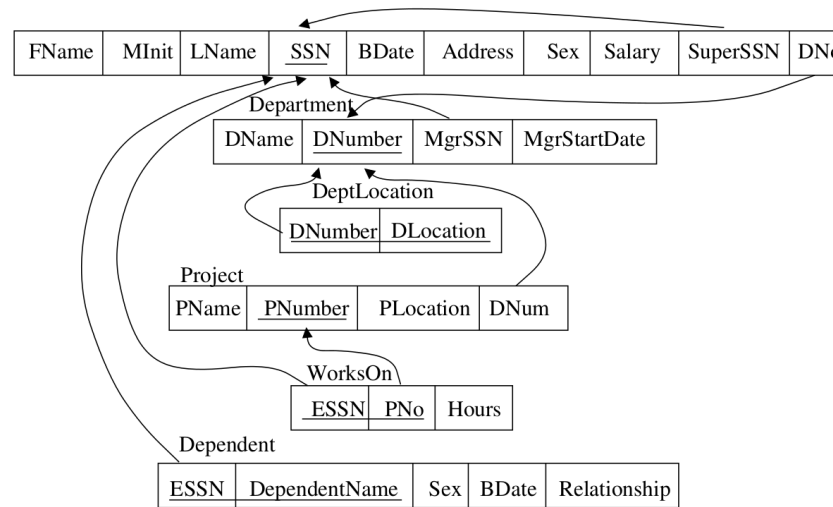 FName MInit LName SSN BDate Address Sex Salary SuperSSN DNo
Department
DName DNumber MgrSSN MgrStartDate
DeptLocation
DNumber DLocation
Project
PName PNumber PLocation DNum
WorksOn
ESSN PNo Hours
Dependent
ESSN DependentName Sex BDate Relationship